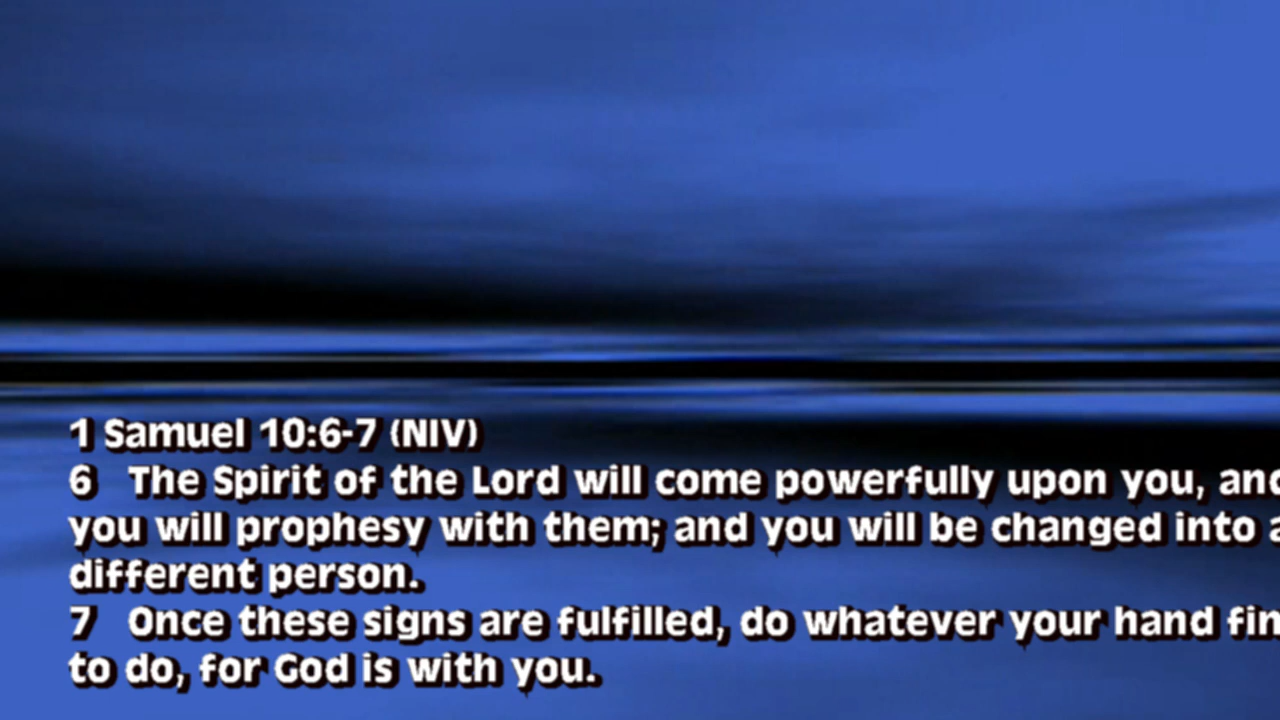 1 Samuel 10:6-7 (NIV)
6 The Spirit of the Lord will come powerfully upon you, and
you will prophesy with them; and you will be changed into a
different person.
7 Once these signs are fulfilled, do whatever your hand fin
to do, for God is with you.